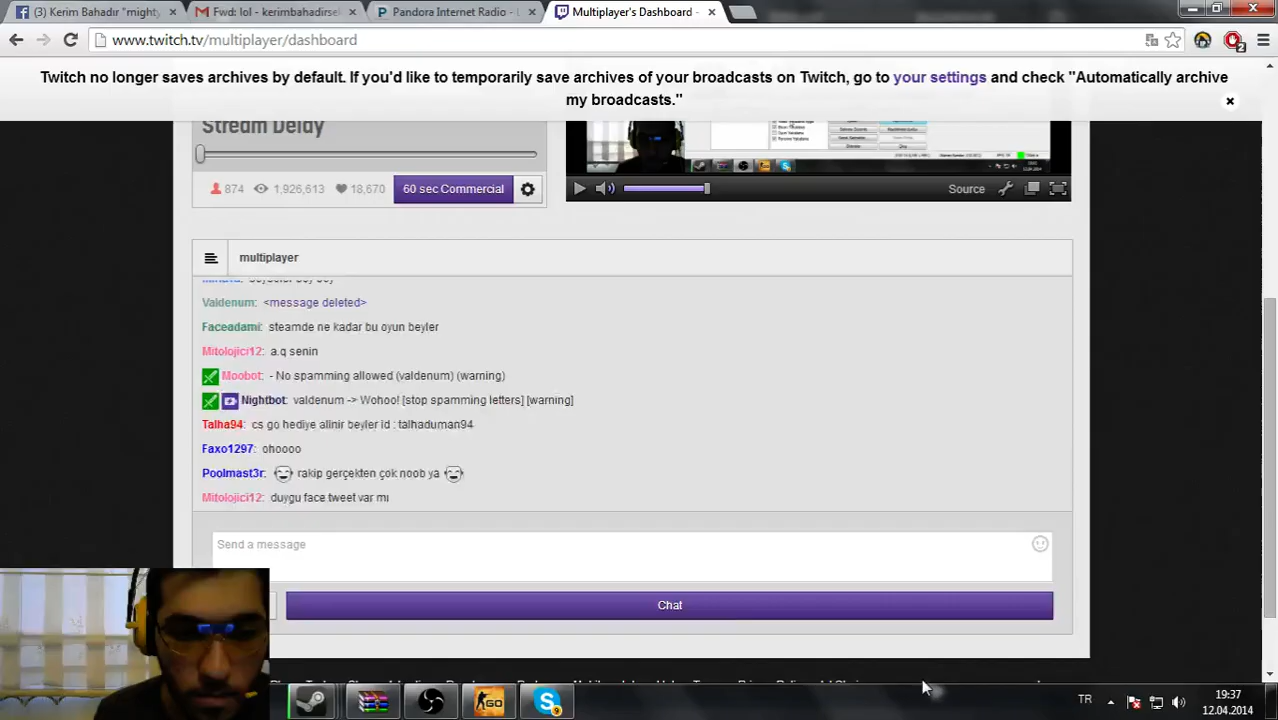 Kerim Bahadır "mighty
Fwd: lol - kerimbahadirsel
Pandora Internet Radio - L
Multiplayer's Dashboard -
www.twitch.tv/multiplayer/dashboard
Twitch no longer saves archives by default. If you'd like to temporarily save archives of your broadcasts on Twitch, go to your settings and check "Automatically archive
my broadcasts."
Stream Delay
874 1,926,613 18,670 60 sec Commercial
Source
multiplayer
Valdenum: <message deleted>
Faceadami: steamde ne kadar bu oyun beyler
Mitolojici12: a.q senin
Moobot: - No spamming allowed (valdenum) (warning)
Nightbot: valdenum -> Wohoo! [stop spamming letters] [warning]
Talha94: cs go hediye alinir beyler id : talhaduman94
Faxo1297: ohoooo
Poolmast3r: rakip gerçekten çok noob ya
Mitolojici12: duygu face tweet var mı
Send a message
Chat
GO
TR
19:37
12.04.2014